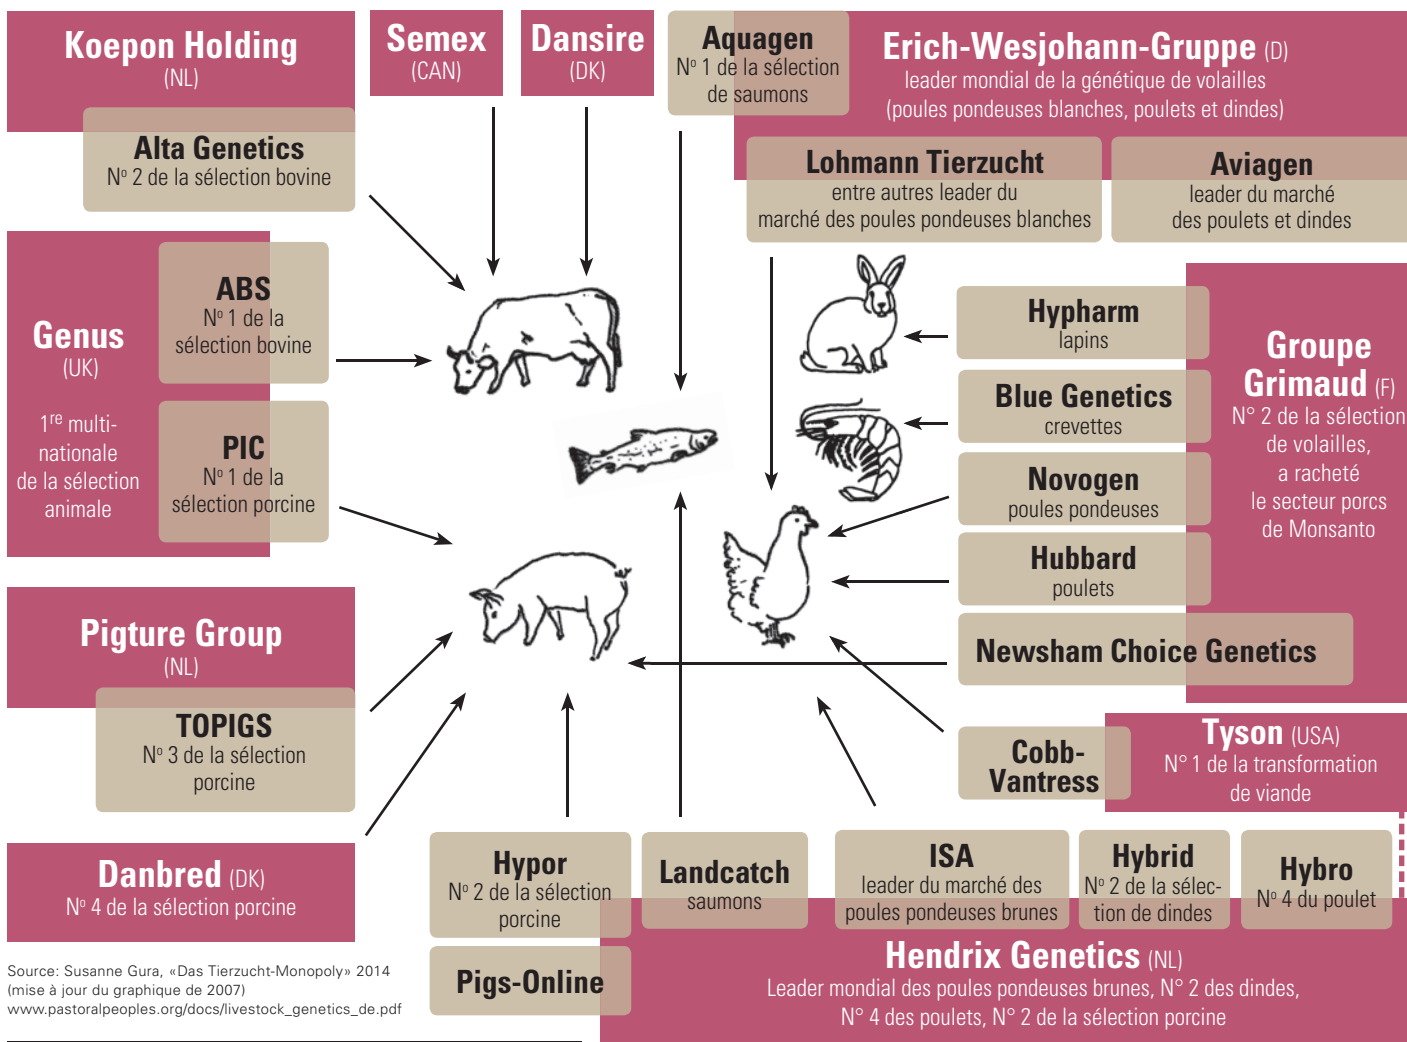 Koepon Holding
(NL)
Alta Genetics
Nº 2 de la sélection bovine
Semex
(CAN)
Dansire
(DK)
Aquagen
Nº 1 de la sélection
de saumons
Erich-Wesjohann-Gruppe (D)
leader mondial de la génétique de volailles
(poules pondeuses blanches, poulets et dindes)
Lohmann Tierzucht
entre autres leader du
marché des poules pondeuses blanches
Aviagen
leader du marché
des poulets et dindes
Genus
(UK)
1re multi-
nationale
de la sélection
animale
ABS
Nº 1 de la
sélection bovine
PIC
Nº 1 de la
sélection porcine
Hypharm
lapins
Blue Genetics
crevettes
Novogen
poules pondeuses
Hubbard
poulets
Newsham Choice Genetics
Groupe
Grimaud (F)
N° 2 de la sélection
de volailles,
a racheté
le secteur porcs
de Monsanto
Pigture Group
(NL)
TOPIGS
Nº 3 de la sélection
porcine
Cobb-
Vantress
Tyson (USA)
N° 1 de la transformation
de viande
Danbred (DK)
Nº 4 de la sélection porcine
Hypor
Nº 2 de la sélection
porcine
Pigs-Online
Landcatch
saumons
ISA
leader du marché des
poules pondeuses brunes
Hybrid
Nº 2 de la sélec-
tion de dindes
Hybro
Nº 4 du poulet
Hendrix Genetics (NL)
Leader mondial des poules pondeuses brunes, N° 2 des dindes,
N° 4 des poulets, N° 2 de la sélection porcine
Source: Susanne Gura, «Das Tierzucht-Monopoly» 2014
(mise à jour du graphique de 2007)
www.pastoralpeoples.org/docs/livestock_genetics_de.pdf